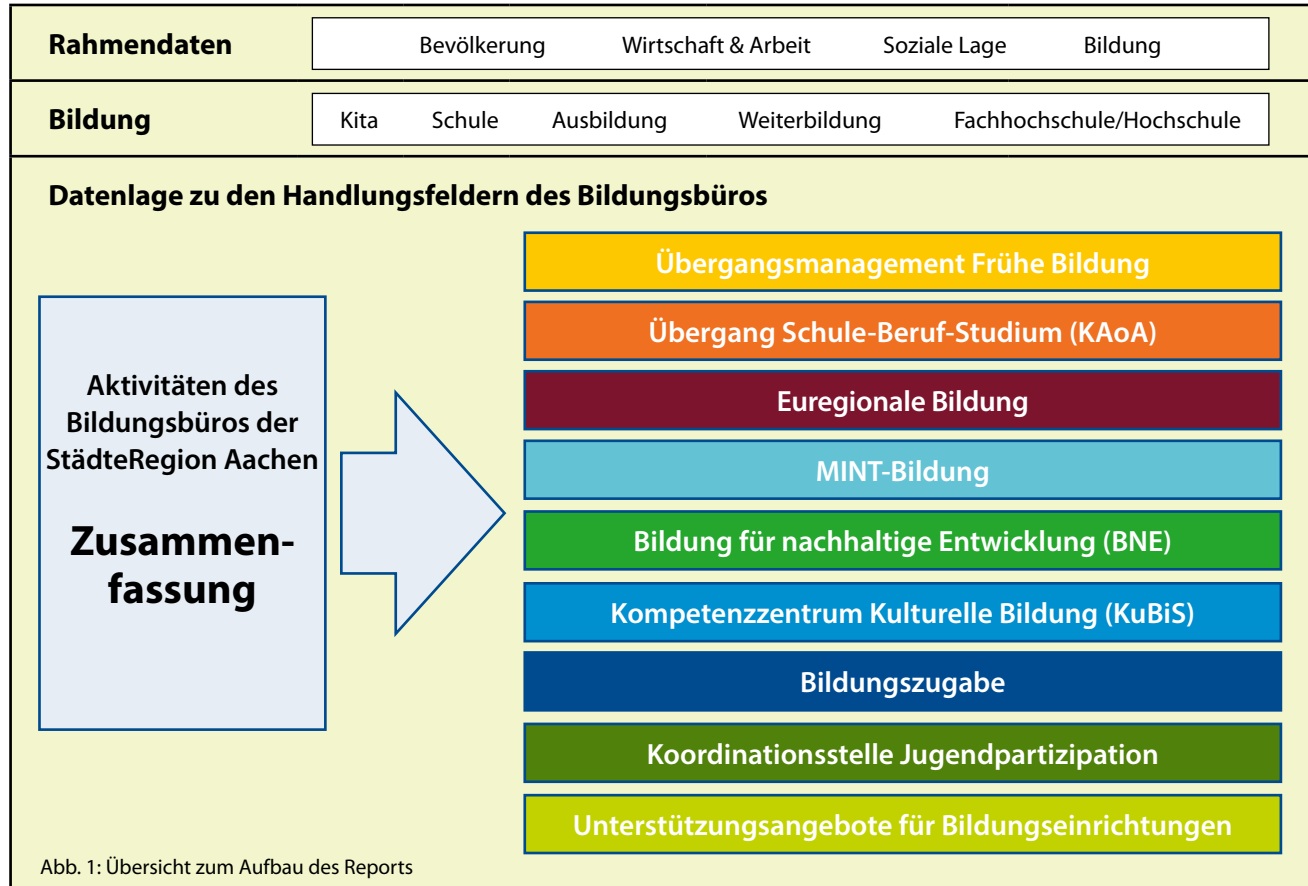 Rahmendaten Bevölkerung Wirtschaft & Arbeit Soziale Lage Bildung
Bildung Kita Schule Ausbildung Weiterbildung Fachhochschule/Hochschule
Datenlage zu den Handlungsfeldern des Bildungsbüros
Aktivitäten des
Bildungsbüros der
StädteRegion Aachen
Zusammen-
fassung
Übergangsmanagement Frühe Bildung
Übergang Schule-Beruf-Studium (KAoA)
Euregionale Bildung
MINT-Bildung
Bildung für nachhaltige Entwicklung (BNE)
Kompetenzzentrum Kulturelle Bildung (KuBiS)
Bildungszugabe
Koordinationsstelle Jugendpartizipation
Unterstützungsangebote für Bildungseinrichtungen
Abb. 1: Übersicht zum Aufbau des Reports